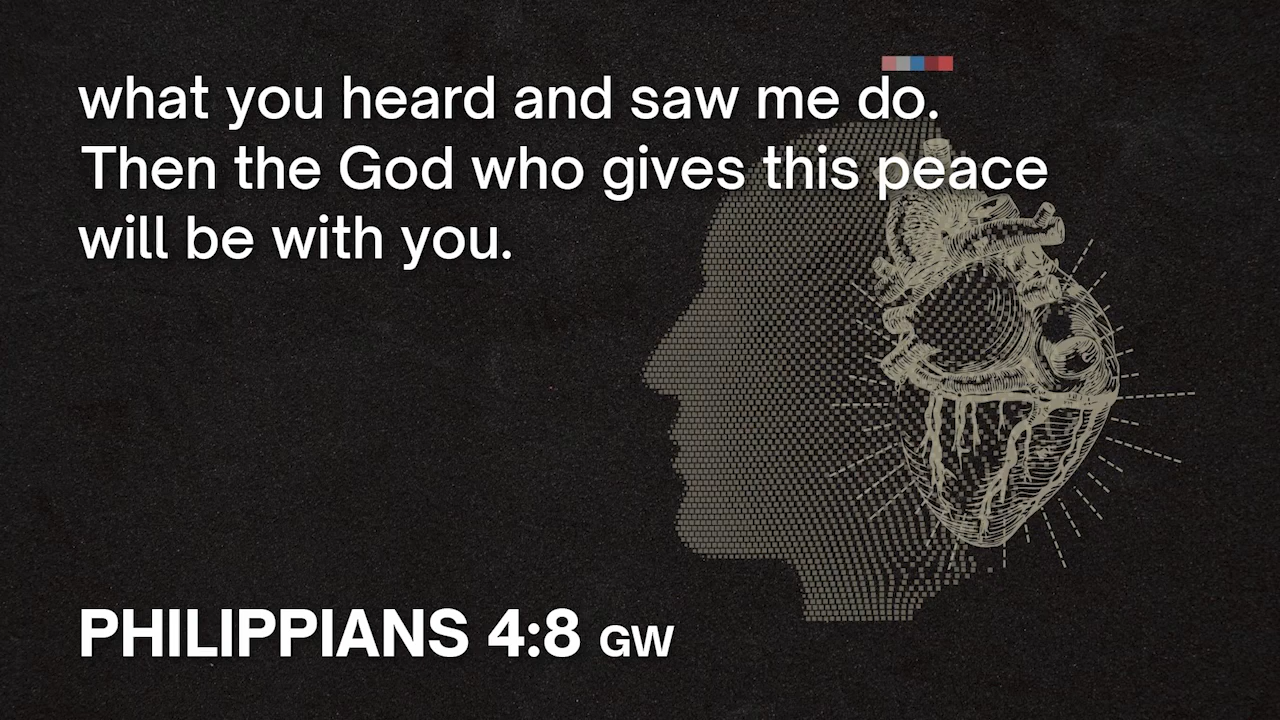 what you heard and saw me do.
Then the God who gives this peace
will be with you.
PHILIPPIANS 4:8 GW